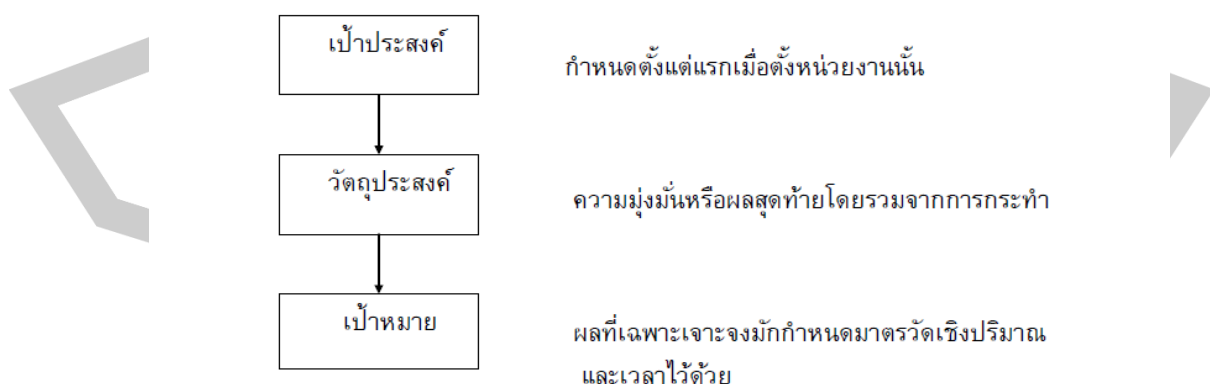 เป้าประสงค์
กำหนดตั้งแต่แรกเมื่อตั้งหน่วยงานนั้น
วัตถุประสงค์
ความมุ่งมั่นหรือผลสุดท้ายโดยรวมจากการกระทำ
เป้าหมาย
ผลที่เฉพาะเจาะจงมักกำหนดมาตรวัดเชิงปริมาณ
และเวลาไว้ด้วย